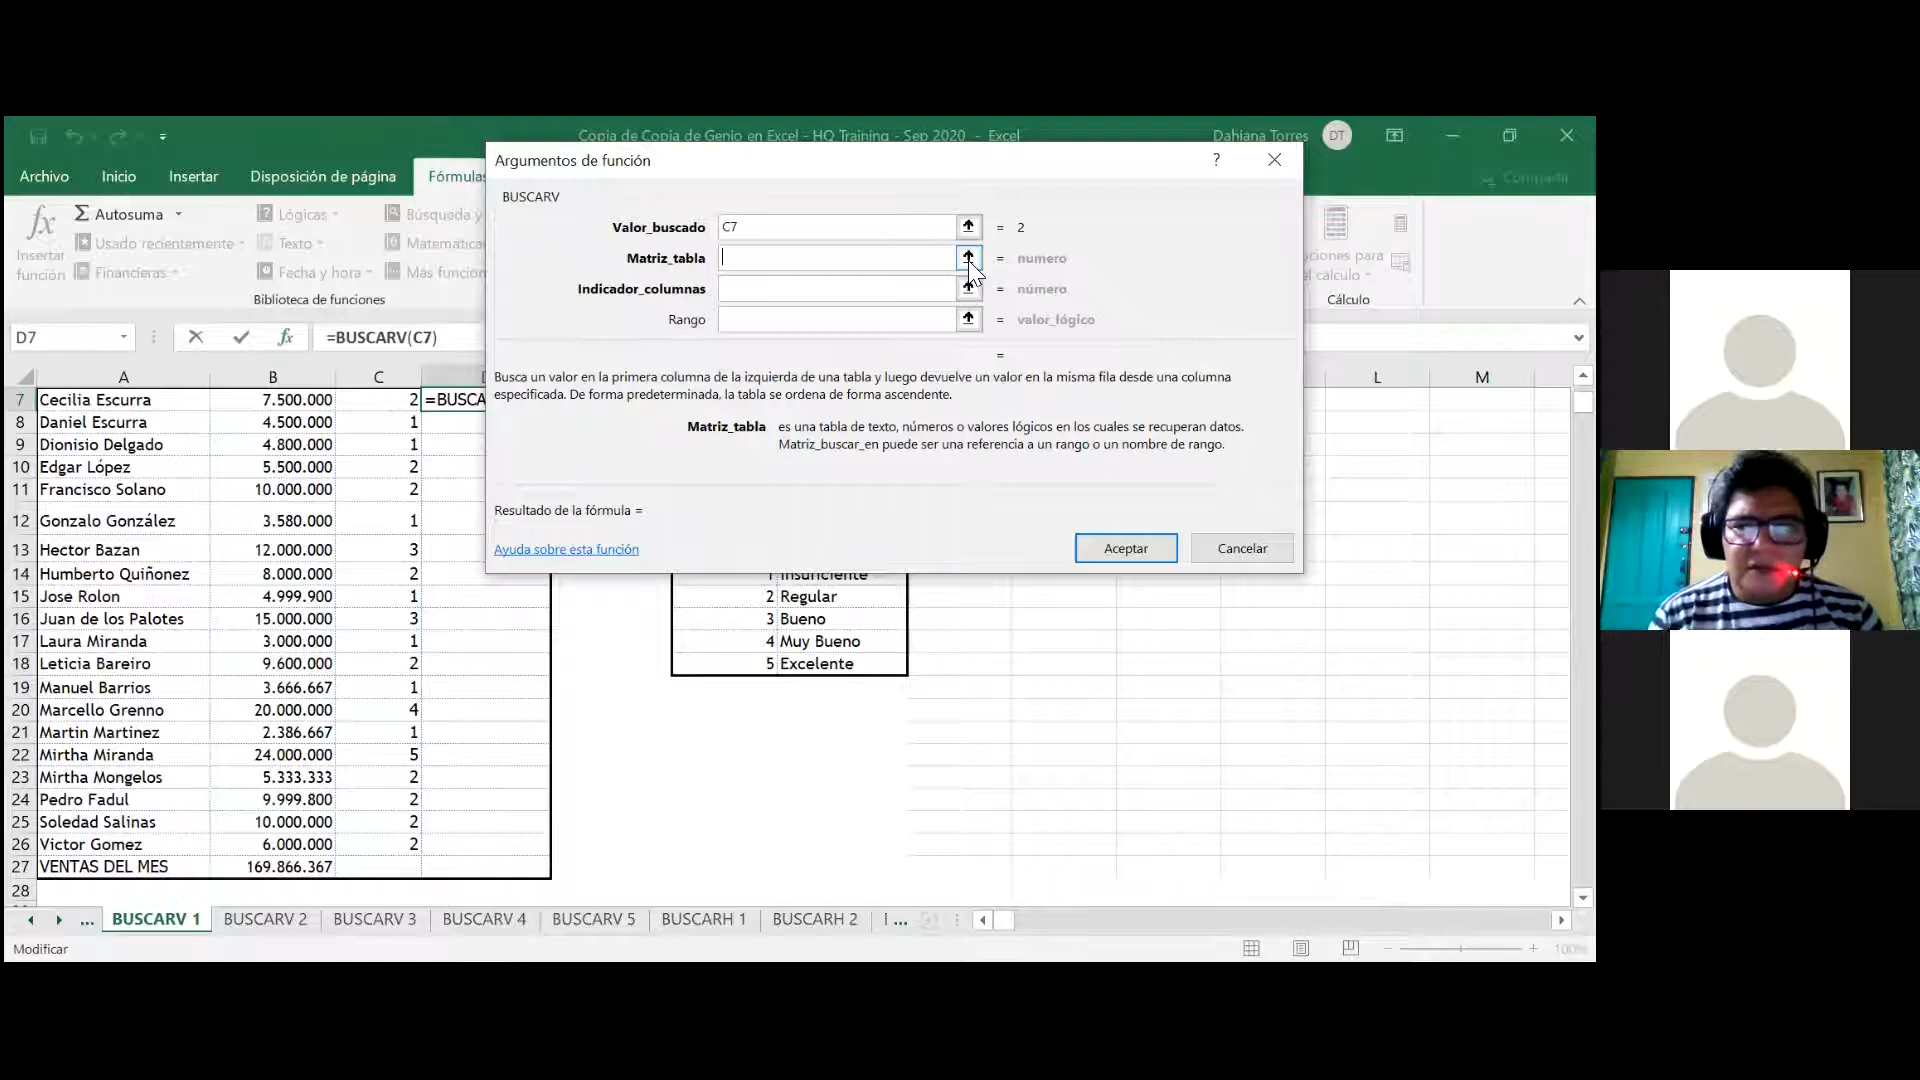 Copia de Copia de Genio en Excel - HQ Training - Sep 2020 - Excel
Dahiana Torres
DT
Archivo
Inicio
Insertar
Disposición de página
Fórmulas
Compartir
Argumentos de función
?
BUSCARV
Valor_buscado
C7
= 2
Matriz_tabla
= numero
Indicador_columnas
= número
Rango
= valor_lógico
=
Busca un valor en la primera columna de la izquierda de una tabla y luego devuelve un valor en la misma fila desde una columna
especificada. De forma predeterminada, la tabla se ordena de forma ascendente.
Matriz_tabla es una tabla de texto, números o valores lógicos en los cuales se recuperan datos.
Matriz_buscar_en puede ser una referencia a un rango o un nombre de rango.
Resultado de la fórmula =
Ayuda sobre esta función
Aceptar
Cancelar
fx
Insertar
función
Σ Autosuma
Usado recientemente
Financieras
Lógicas
Texto
Fecha y hora
Búsqueda y
Matemáticas
Más funcion
Biblioteca de funciones
ciones para
el cálculo
Cálculo
D7
fx
=BUSCARV(C7)
A B C L M
7 Cecilia Escurra 7.500.000 2 =BUSCA
8 Daniel Escurra 4.500.000 1
9 Dionisio Delgado 4.800.000 1
10 Edgar López 5.500.000 2
11 Francisco Solano 10.000.000 2
12 Gonzalo González 3.580.000 1
13 Hector Bazan 12.000.000 3
14 Humberto Quiñonez 8.000.000 2 1 Insuficiente
15 Jose Rolon 4.999.900 1 2 Regular
16 Juan de los Palotes 15.000.000 3 3 Bueno
17 Laura Miranda 3.000.000 1 4 Muy Bueno
18 Leticia Bareiro 9.600.000 2 5 Excelente
19 Manuel Barrios 3.666.667 1
20 Marcello Grenno 20.000.000 4
21 Martin Martinez 2.386.667 1
22 Mirtha Miranda 24.000.000 5
23 Mirtha Mongelos 5.333.333 2
24 Pedro Fadul 9.999.800 2
25 Soledad Salinas 10.000.000 2
26 Victor Gomez 6.000.000 2
27 VENTAS DEL MES 169.866.367
28
... BUSCARV 1 BUSCARV 2 BUSCARV 3 BUSCARV 4 BUSCARV 5 BUSCARH 1 BUSCARH 2 ...
Modificar
100%